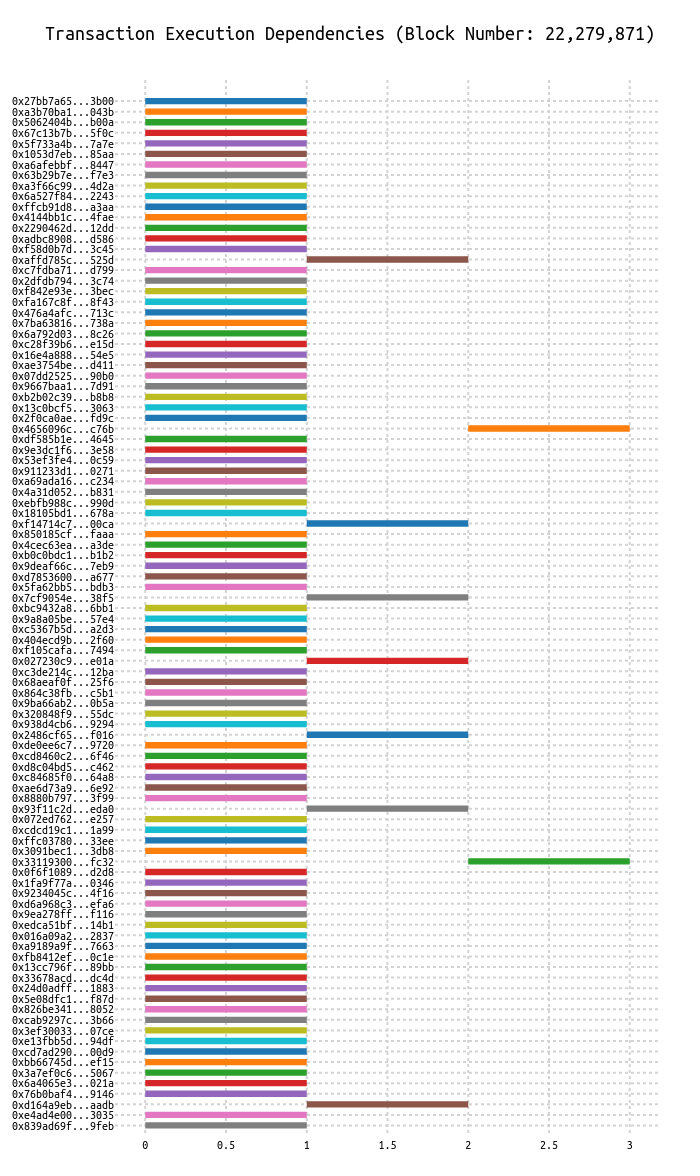 Transaction Execution Dependencies (Block Number: 22,279,871)
0x27bb7a65...3b00
0xa3b70ba1...043b
0x5062404b...b00a
0x67c13b7b...5f0c
0x5f733a4b...7a7e
0x1053d7eb...85aa
0xa6afebbf...8447
0x63b29b7e...f7e3
0xa3f66c99...4d2a
0x6a527f84...2243
0xffcb91d8...a3aa
0x4144bb1c...4fae
0x2290462d...12dd
0xadbc8908...d586
0xf58d0b7d...3c45
0xaffd785c...525d
0xc7fdba71...d799
0x2dfdb794...3c74
0xf842e93e...3bec
0xfa167c8f...8f43
0x476a4afc...713c
0x7ba63816...738a
0x6a792d03...8c26
0xc28f39b6...e15d
0x16e4a888...54e5
0xae3754be...d411
0x07dd2525...90b0
0x9667baa1...7d91
0xb2b02c39...b8b8
0x13c0bcf5...3063
0x2f0ca0ae...fd9c
0x4656096c...c76b
0xdf585b1e...4645
0x9e3dc1f6...3e58
0x53ef3fe4...0c59
0x911233d1...0271
0xa69ada16...c234
0x4a31d052...b831
0xebfb988c...990d
0x18105bd1...678a
0xf14714c7...00ca
0x850185cf...faaa
0x4cec63ea...a3de
0xb0c0bdc1...b1b2
0x9deaf66c...7eb9
0xd7853600...a677
0x5fa62bb5...bdb3
0x7cf9054e...38f5
0xbc9432a8...6bb1
0x9a8a05be...57e4
0xc5367b5d...a2d3
0x404ecd9b...2f60
0xf105cafa...7494
0x027230c9...e01a
0xc3de214c...12ba
0x68aeaf0f...25f6
0x864c38fb...c5b1
0x9ba66ab2...0b5a
0x320848f9...55dc
0x938d4cb6...9294
0x2486cf65...f016
0xde0ee6c7...9720
0xcd8460c2...6f46
0xd8c04bd5...c462
0xc84685f0...64a8
0xae6d73a9...6e92
0x8880b797...3f99
0x93f11c2d...eda0
0x072ed762...e257
0xcdcd19c1...1a99
0xffc03780...33ee
0x3091bec1...3db8
0x33119300...fc32
0x0f6f1089...d2d8
0x1fa9f77a...0346
0x9234045c...4f16
0xd6a968c3...efa6
0x9ea278ff...f116
0xedca51bf...14b1
0x016a09a2...2837
0xa9189a9f...7663
0xfb8412ef...0c1e
0x13cc796f...89bb
0x33678acd...dc4d
0x24d0adff...1883
0x5e08dfc1...f87d
0x826be341...8052
0xcab9297c...3b66
0x3ef30033...07ce
0xe13fbb5d...94df
0xcd7ad290...00d9
0xbb66745d...ef15
0x3a7ef0c6...5067
0x6a4065e3...021a
0x76b0baf4...9146
0xd164a9eb...aadb
0xe4ad4e00...3035
0x839ad69f...9feb
0 0.5 1 1.5 2 2.5 3